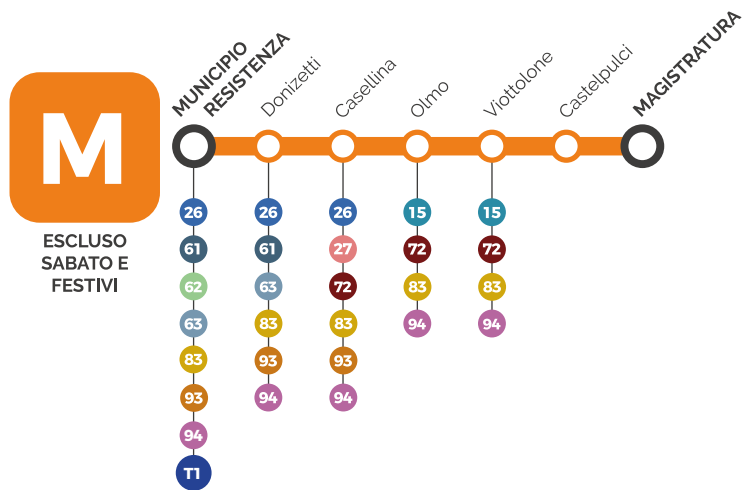 M
ESCLUSO
SABATO E
FESTIVI
MUNICIPIO
RESISTENZA
Donizetti
Casellina
Olmo
Viottolone
Castelpulci
MAGISTRATURA
26
61
62
63
83
93
94
T1
26
61
63
83
93
94
26
27
72
83
93
94
15
72
83
94
15
72
83
94